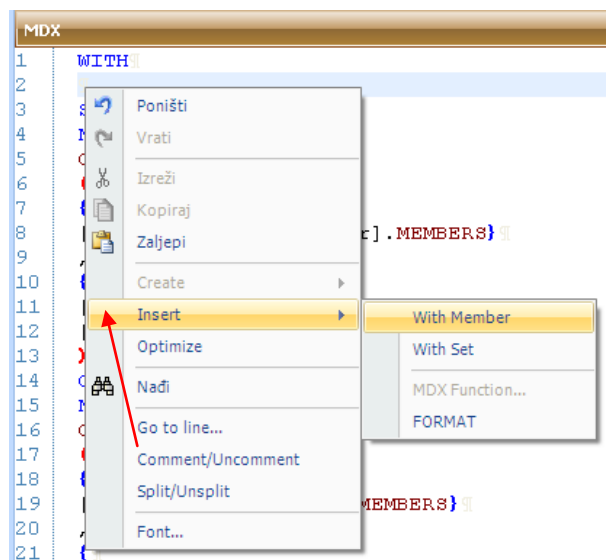 MDX
1 WITH¶
2
3 S
4
5
6 (
7 {
8 [ r].MEMBERS}¶
9 ,
10 {
11 [
12 [
13 )
14
15
16
17 (
18 {
19 [ MEMBERS}¶
20 ,
21 {
Poništi
Vrati
Izreži
Kopiraj
Zaljepi
Create
Insert
Optimize
Nađi
Go to line...
Comment/Uncomment
Split/Unsplit
Font...
With Member
With Set
MDX Function...
FORMAT